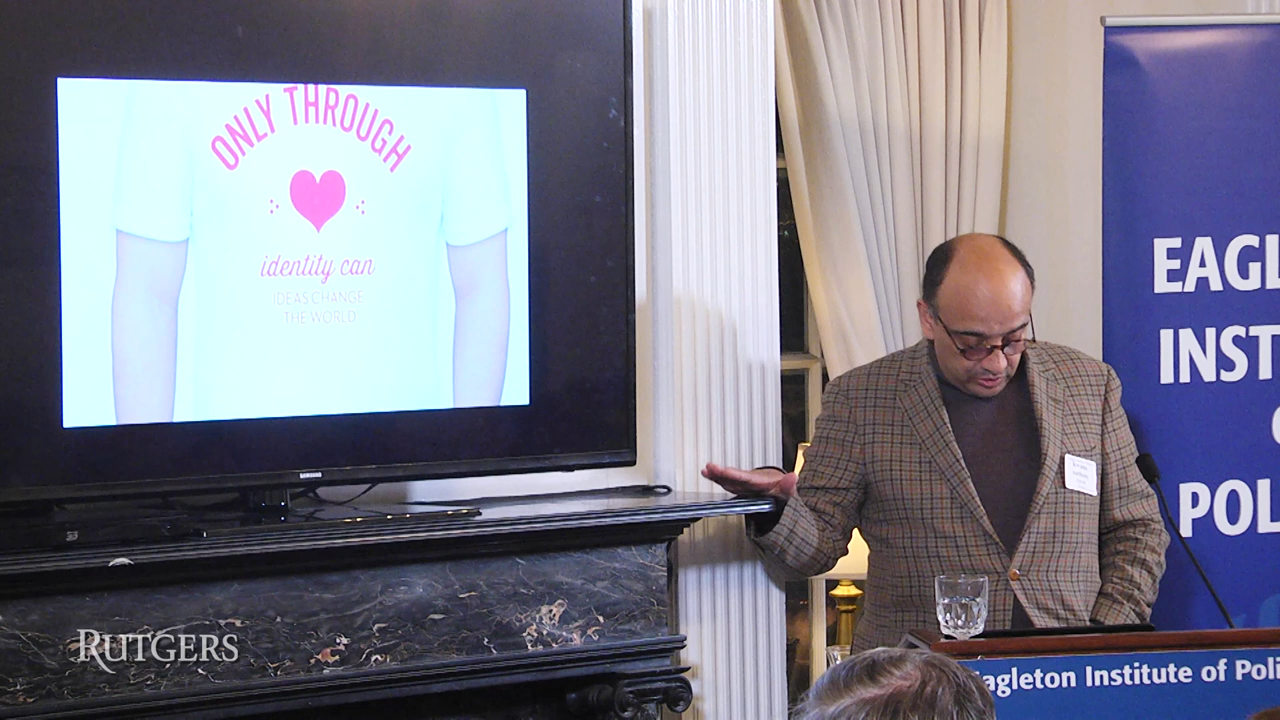 ONLY THROUGH
identity can
IDEAS CHANGE
THE WORLD
SAMSUNG
EAGL
INST
POL
RUTGERS
agleton Institute of Poli